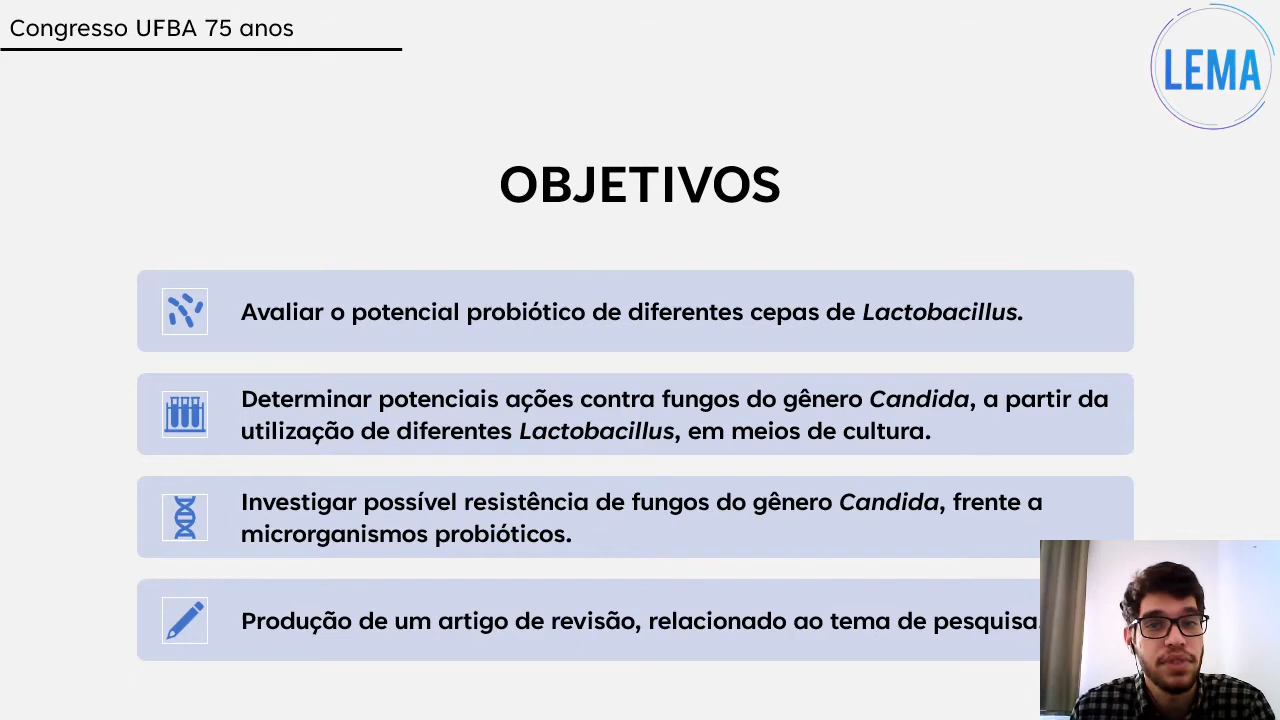 Congresso UFBA 75 anos
LEMA
OBJETIVOS
Avaliar o potencial probiótico de diferentes cepas de Lactobacillus.
Determinar potenciais ações contra fungos do gênero Candida, a partir da
utilização de diferentes Lactobacillus, em meios de cultura.
Investigar possível resistência de fungos do gênero Candida, frente a
microrganismos probióticos.
Produção de um artigo de revisão, relacionado ao tema de pesquisa.